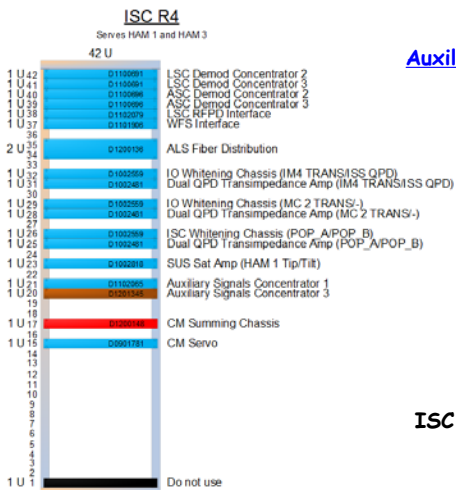 ISC R4
Serves HAM 1 and HAM 3
42 U
Auxil
1 U 42 D1100691 LSC Demod Concentrator 2
1 U 41 D1100691 LSC Demod Concentrator 3
1 U 40 D1100696 ASC Demod Concentrator 2
1 U 39 D1100696 ASC Demod Concentrator 3
1 U 38 D1102079 LSC RFPD Interface
1 U 37 D1101906 WFS Interface
36
2 U 35 D1200136 ALS Fiber Distribution
34
33
1 U 32 D1002559 IO Whitening Chassis (IM4 TRANS/ISS QPD)
1 U 31 D1002481 Dual QPD Transimpedance Amp (IM4 TRANS/ISS QPD)
30
1 U 29 D1002559 IO Whitening Chassis (MC 2 TRANS/-)
1 U 28 D1002481 Dual QPD Transimpedance Amp (MC 2 TRANS/-)
27
1 U 26 D1002559 ISC Whitening Chassis (POP_A/POP_B)
1 U 25 D1002481 Dual QPD Transimpedance Amp (POP_A/POP_B)
24
1 U 23 D1002818 SUS Sat Amp (HAM 1 Tip/Tilt)
22
1 U 21 D1102065 Auxiliary Signals Concentrator 1
1 U 20 D1201345 Auxiliary Signals Concentrator 3
19
18
1 U 17 D1200148 CM Summing Chassis
16
1 U 15 D0901781 CM Servo
14
13
12
11
10
9
8
7
6
ISC
5
4
3
2
1 U 1 Do not use